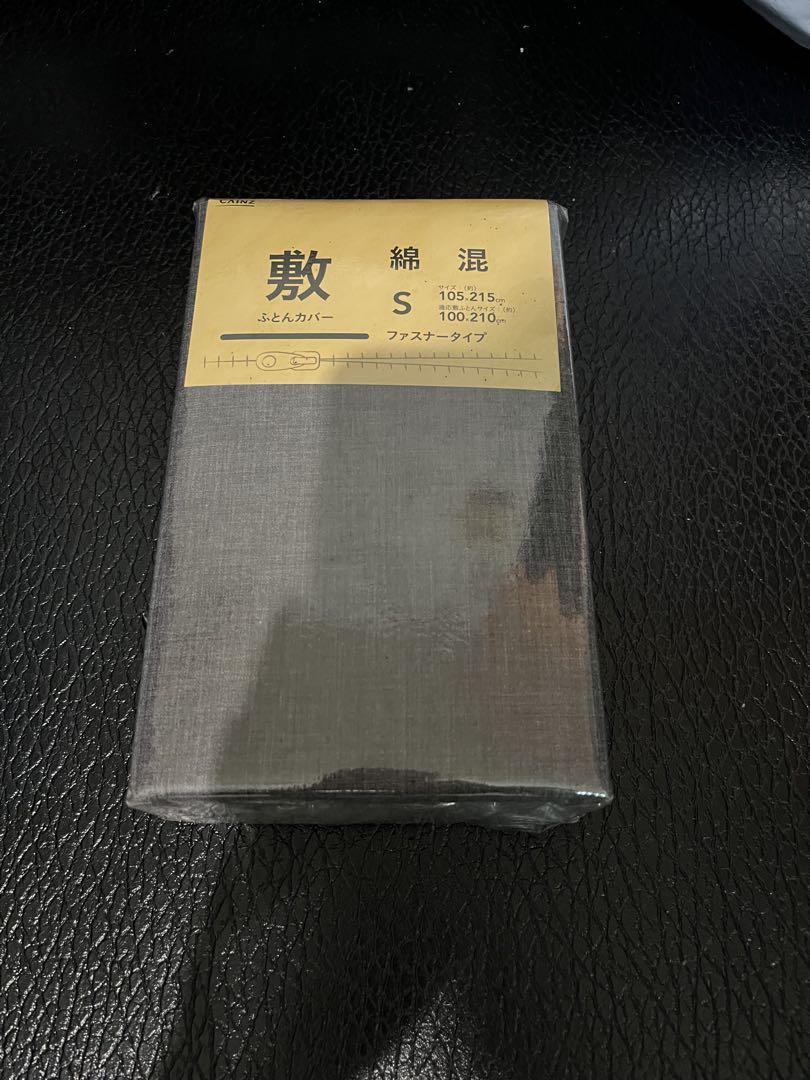 CAINZ
敷
ふとんカバー
綿 混
S
サイズ (約)
105×215cm
適応敷ふとんサイズ (約)
100×210cm
ファスナータイプ